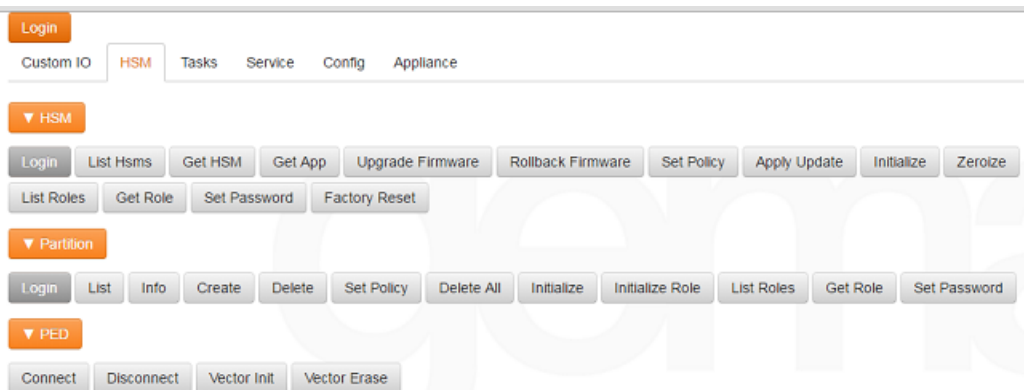 Login
Custom IO HSM Tasks Service Config Appliance
▼ HSM
Login List Hsms Get HSM Get App Upgrade Firmware Rollback Firmware Set Policy Apply Update Initialize Zeroize
List Roles Get Role Set Password Factory Reset
▼ Partition
Login List Info Create Delete Set Policy Delete All Initialize Initialize Role List Roles Get Role Set Password
▼ PED
Connect Disconnect Vector Init Vector Erase